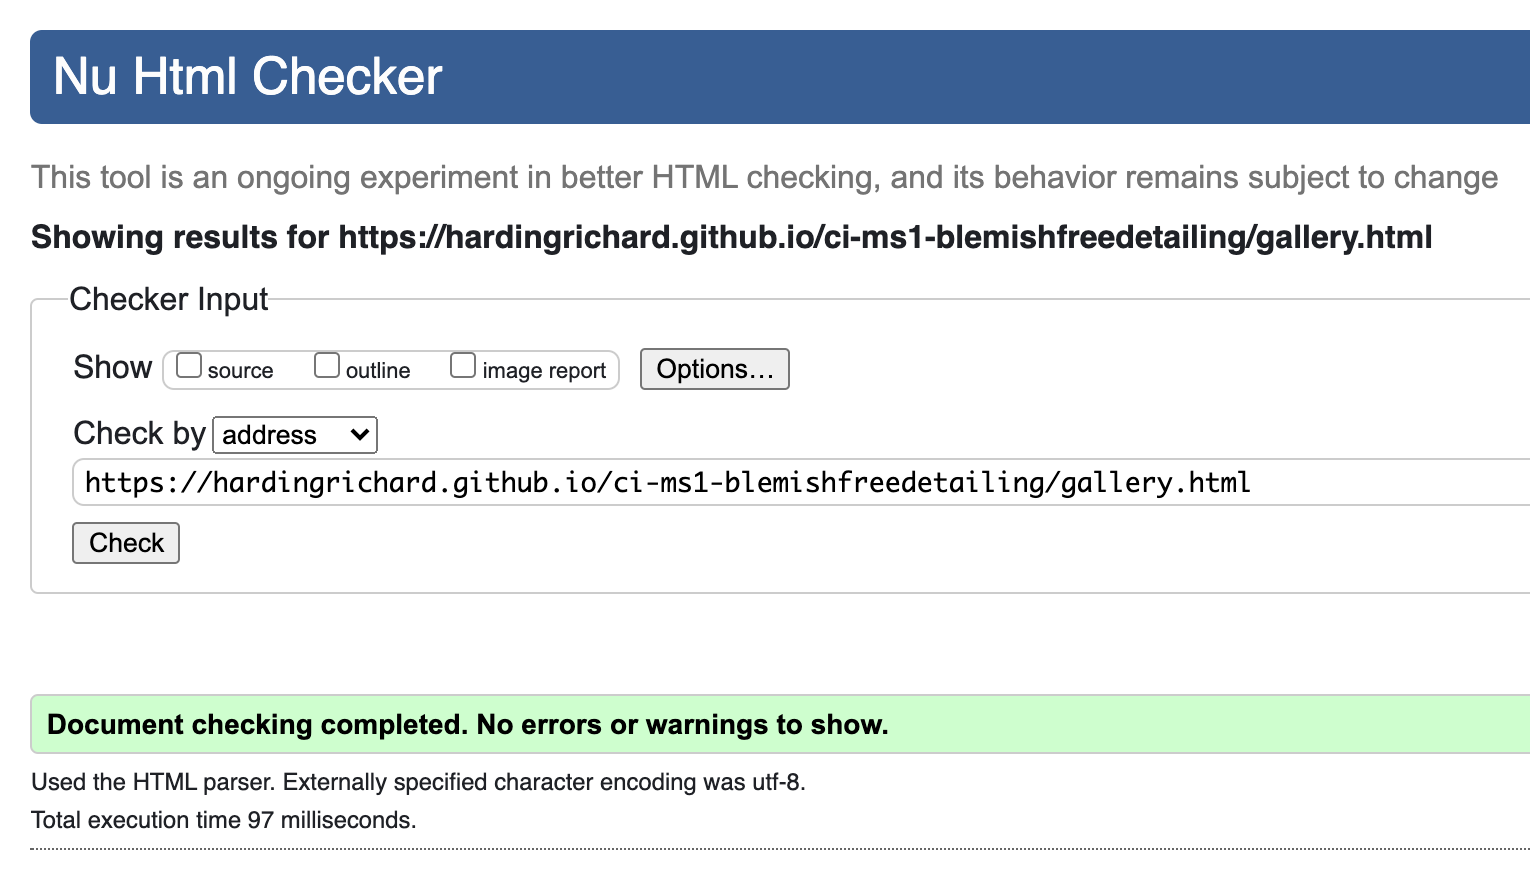 Nu Html Checker
This tool is an ongoing experiment in better HTML checking, and its behavior remains subject to change
Showing results for https://hardingrichard.github.io/ci-ms1-blemishfreedetailing/gallery.html
Checker Input
Show source outline image report Options...
Check by address
https://hardingrichard.github.io/ci-ms1-blemishfreedetailing/gallery.html
Check
Document checking completed. No errors or warnings to show.
Used the HTML parser. Externally specified character encoding was utf-8.
Total execution time 97 milliseconds.